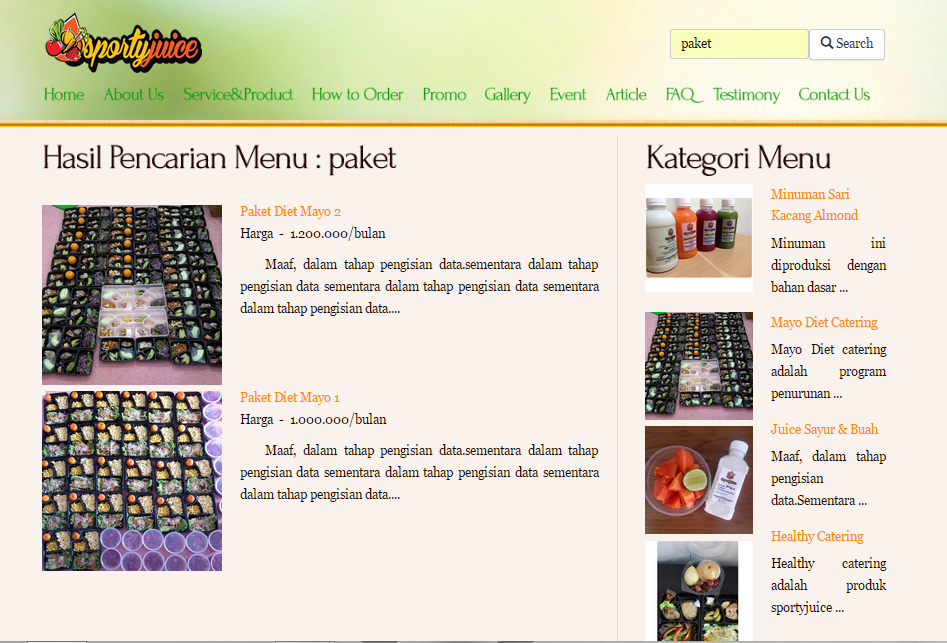 sportyjuice
paket
Search
Home About Us Service&Product How to Order Promo Gallery Event Article FAQ Testimony Contact Us
Hasil Pencarian Menu : paket
Paket Diet Mayo 2
Harga - 1.200.000/bulan
Maaf, dalam tahap pengisian data.sementara dalam tahap
pengisian data sementara dalam tahap pengisian data sementara
dalam tahap pengisian data....
Paket Diet Mayo 1
Harga - 1.000.000/bulan
Maaf, dalam tahap pengisian data.sementara dalam tahap
pengisian data sementara dalam tahap pengisian data sementara
dalam tahap pengisian data....
Kategori Menu
Minuman Sari
Kacang Almond
Minuman ini
diproduksi dengan
bahan dasar ...
Mayo Diet Catering
Mayo Diet catering
adalah program
penurunan ...
Juice Sayur & Buah
Maaf, dalam tahap
pengisian
data.Sementara ...
Healthy Catering
Healthy catering
adalah produk
sportyjuice ...